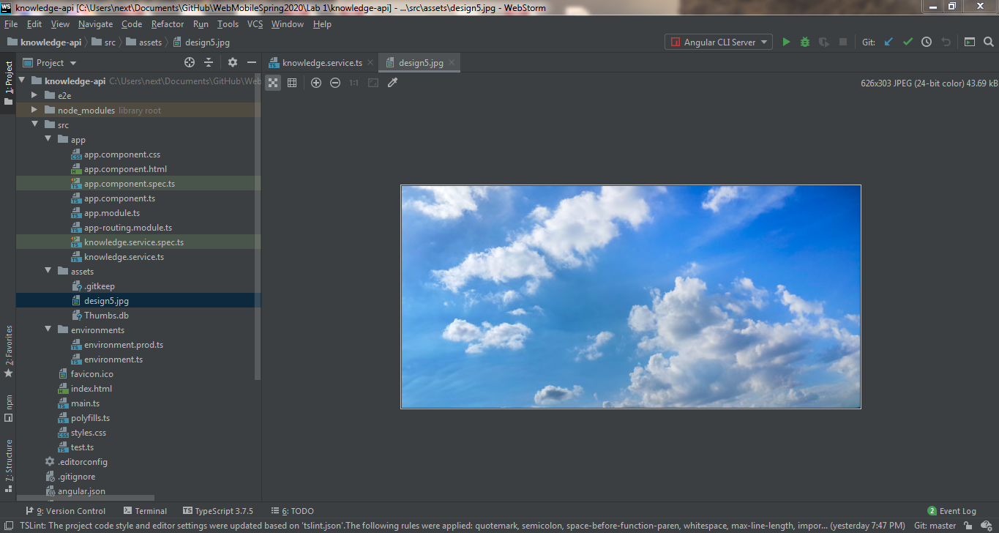 WS knowledge-api [C:\Users\next\Documents\GitHub\WebMobileSpring2020\Lab 1\knowledge-api] - ...\src\assets\design5.jpg - WebStorm
File Edit View Navigate Code Refactor Run Tools VCS Window Help
knowledge-api src assets design5.jpg Angular CLI Server Git:
Project knowledge.service.ts design5.jpg
1: Project
1:1 626x303 JPEG (24-bit color) 43.69 kB
knowledge-api C:\Users\next\Documents\GitHub\Web
e2e
node_modules library root
src
app
app.component.css
app.component.html
app.component.spec.ts
app.component.ts
app.module.ts
app-routing.module.ts
knowledge.service.spec.ts
knowledge.service.ts
assets
.gitkeep
design5.jpg
Thumbs.db
environments
environment.prod.ts
environment.ts
favicon.ico
index.html
main.ts
polyfills.ts
styles.css
test.ts
.editorconfig
.gitignore
angular.json
2: Favorites
npm
7: Structure
9: Version Control Terminal TypeScript 3.7.5 6: TODO 2 Event Log
TSLint: The project code style and editor settings were updated based on 'tslint.json'.The following rules were applied: quotemark, semicolon, space-before-function-paren, whitespace, max-line-length, impor... (yesterday 7:47 PM) Git: master